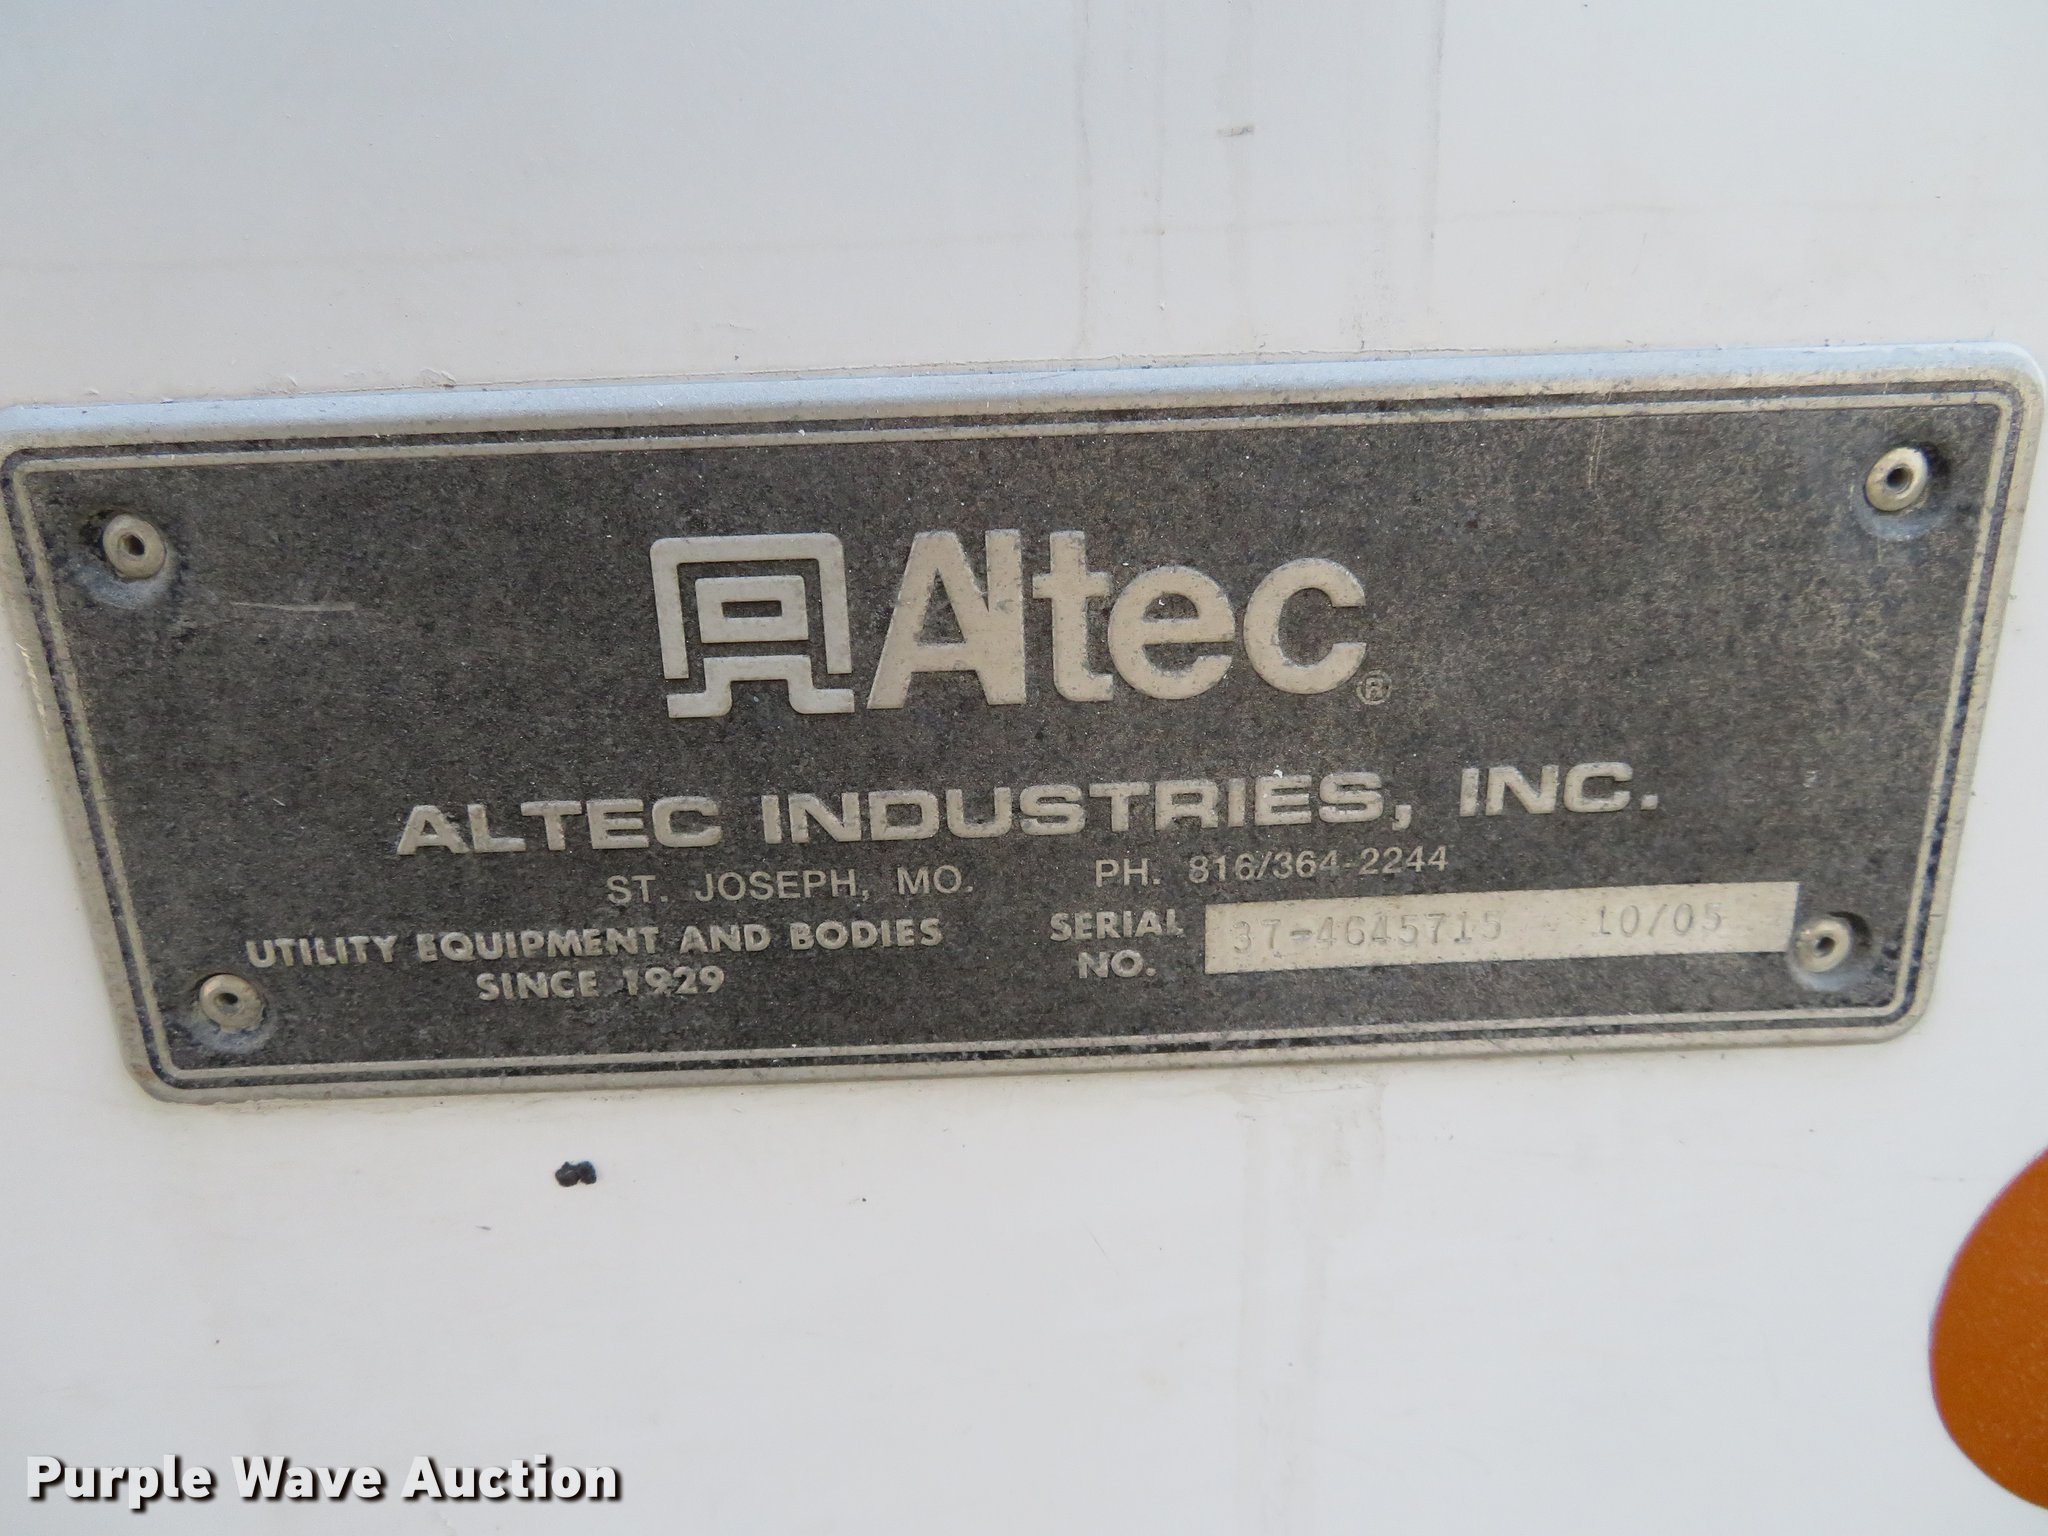 Altec®
ALTEC INDUSTRIES, INC.
ST. JOSEPH, MO. PH. 816/364-2244
UTILITY EQUIPMENT AND BODIES
SINCE 1929
SERIAL
NO.
37-4645715 10/05
Purple Wave Auction